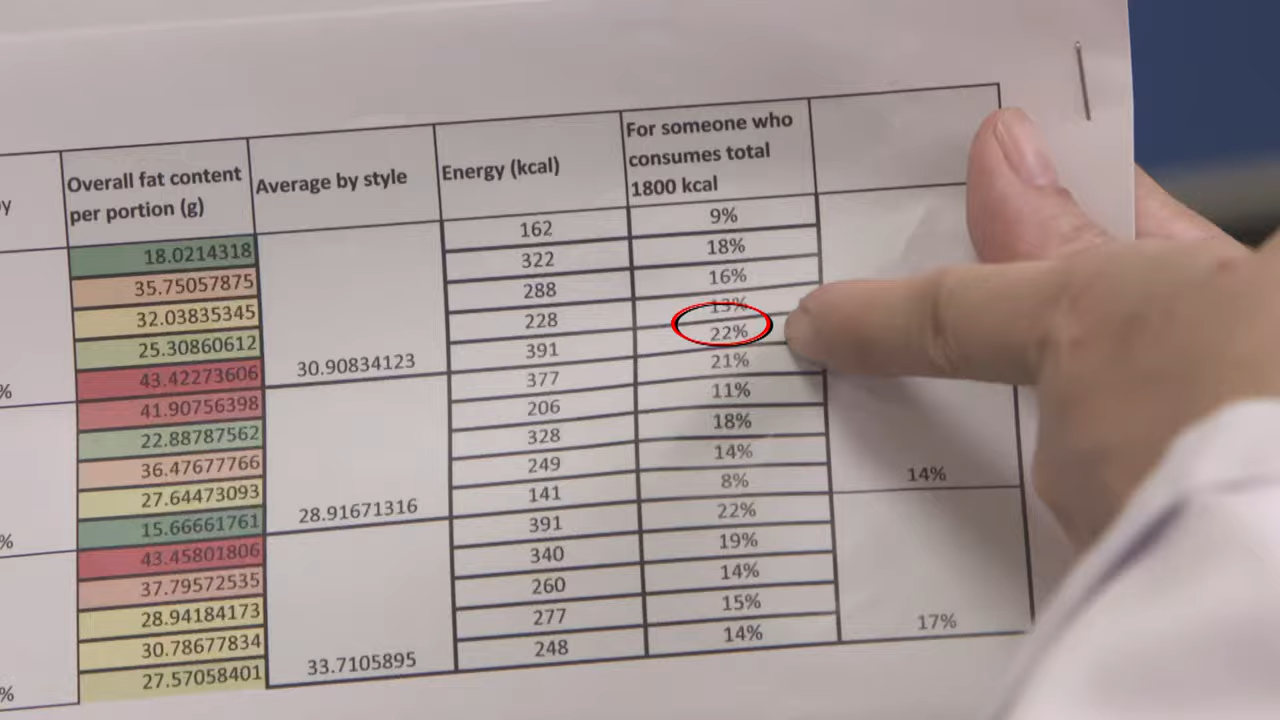 y
Overall fat content
per portion (g)
Average by style
Energy (kcal)
For someone who
consumes total
1800 kcal
18.0214318 162 9%
35.75057875 322 18%
32.03835345 288 16%
25.30860612 228 13%
% 43.42273606 30.90834123 391 22%
41.90756398 377 21%
22.88787562 206 11%
36.47677766 328 18%
27.64473093 249 14%
% 15.66661761 28.91671316 141 8% 14%
43.45801806 391 22%
37.79572535 340 19%
28.94184173 260 14%
30.78677834 277 15%
% 27.57058401 33.7105895 248 14% 17%